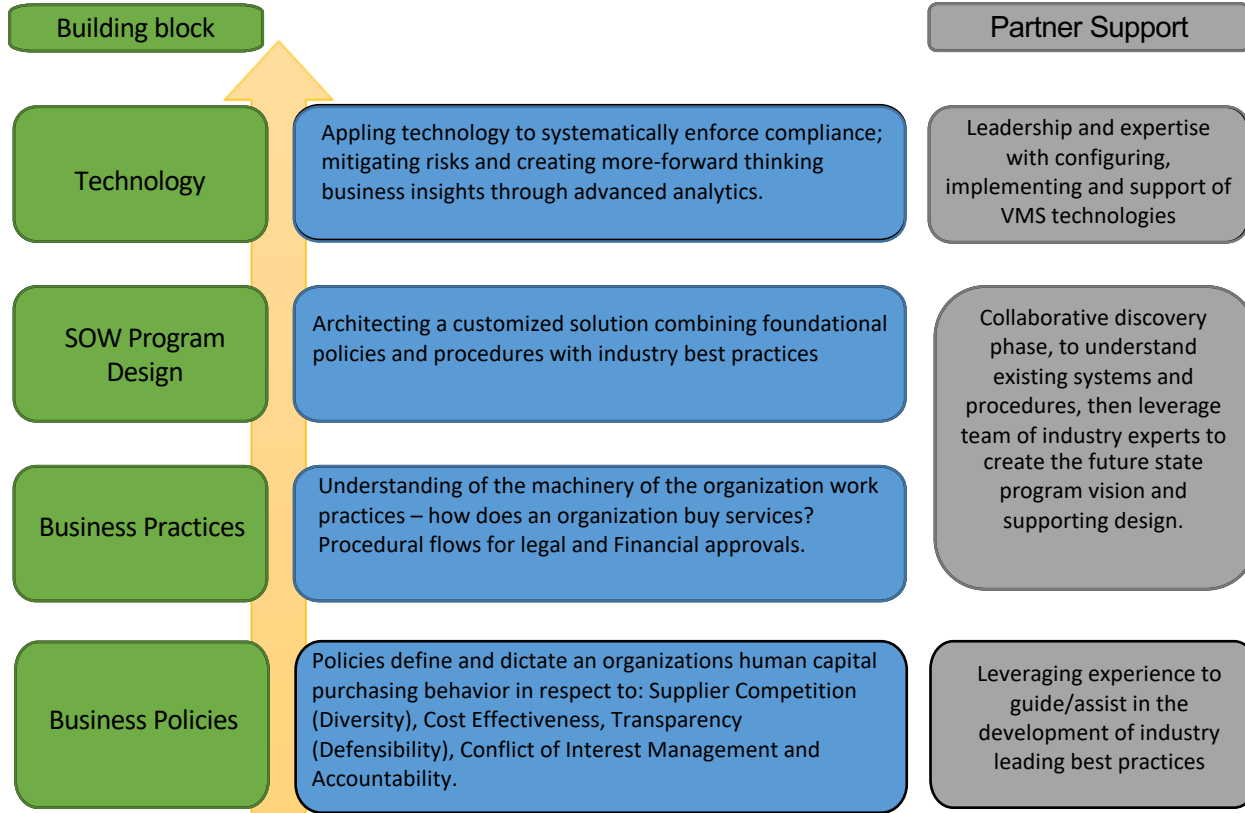 Building block
Partner Support
Technology
Appling technology to systematically enforce compliance;
mitigating risks and creating more-forward thinking
business insights through advanced analytics.
Leadership and expertise
with configuring,
implementing and support of
VMS technologies
SOW Program
Design
Architecting a customized solution combining foundational
policies and procedures with industry best practices
Collaborative discovery
phase, to understand
existing systems and
procedures, then leverage
team of industry experts to
create the future state
program vision and
supporting design.
Business Practices
Understanding of the machinery of the organization work
practices – how does an organization buy services?
Procedural flows for legal and Financial approvals.
Business Policies
Policies define and dictate an organizations human capital
purchasing behavior in respect to: Supplier Competition
(Diversity), Cost Effectiveness, Transparency
(Defensibility), Conflict of Interest Management and
Accountability.
Leveraging experience to
guide/assist in the
development of industry
leading best practices